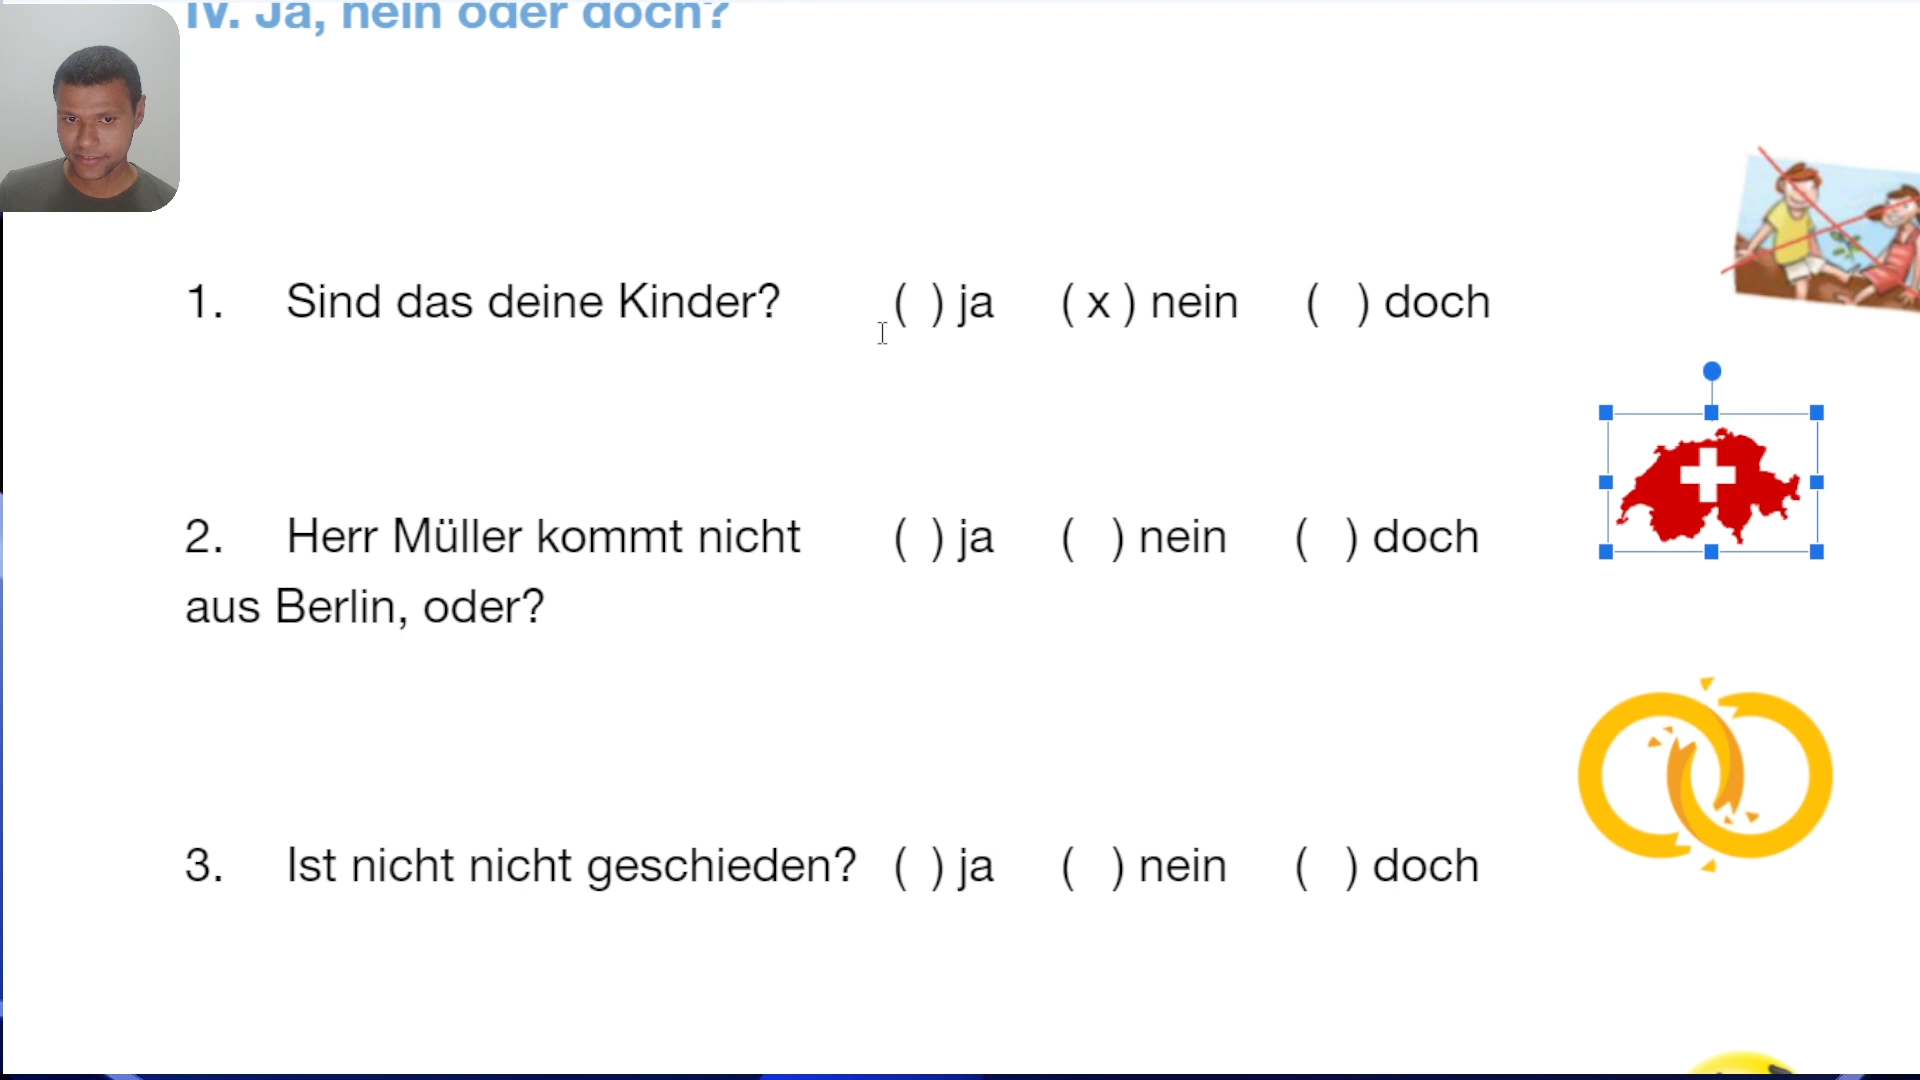 IV. Ja, nein oder doch?
1. Sind das deine Kinder? ( ) ja ( x ) nein ( ) doch
2. Herr Müller kommt nicht ( ) ja ( ) nein ( ) doch
aus Berlin, oder?
3. Ist nicht nicht geschieden? ( ) ja ( ) nein ( ) doch